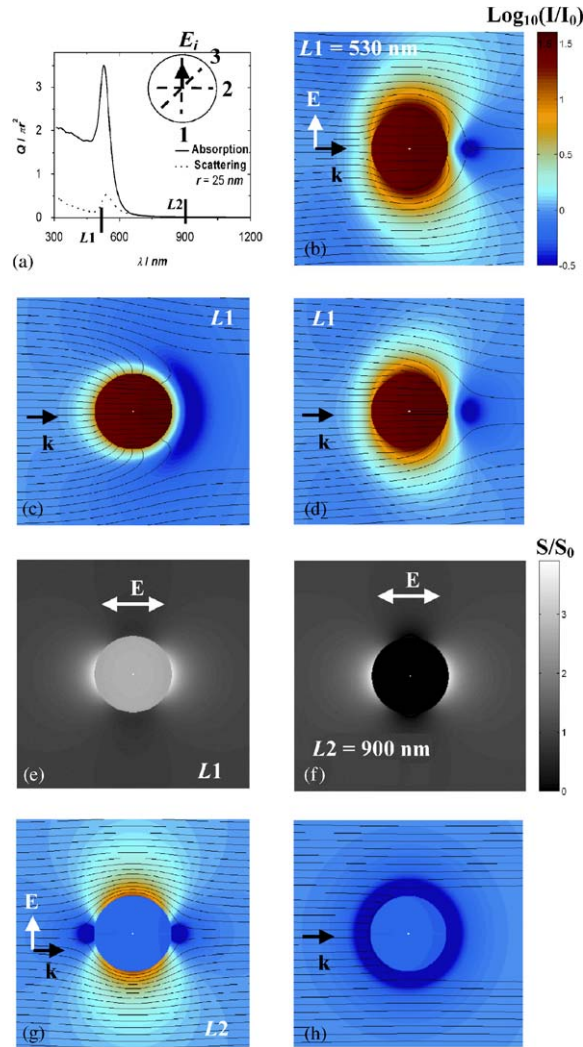 Log₁₀(I/I₀)
Q / πr²
3
2
1
0
Eᵢ
3
2
1
Absorption
Scattering
r = 25 nm
L1
L2
300
600
900
1200
λ / nm
(a)
L1 = 530 nm
E
k
(b)
1.5
1
0.5
0
-0.5
L1
k
(c)
L1
k
(d)
S/S₀
E
L1
(e)
E
L2 = 900 nm
(f)
3
2
1
0
E
k
L2
(g)
k
(h)